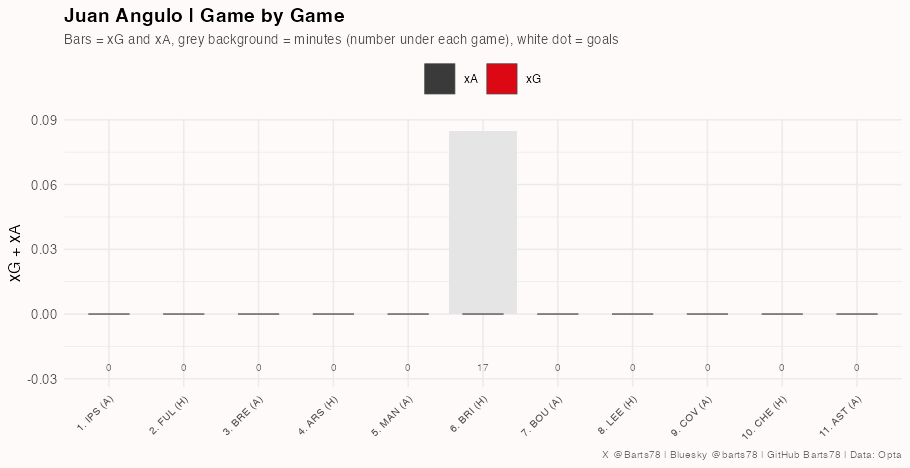 Juan Angulo | Game by Game
Bars = xG and xA, grey background = minutes (number under each game), white dot = goals
xA xG
xG + xA
0.09
0.06
0.03
0.00
-0.03
0 0 0 0 0 17 0 0 0 0 0
1. IPS (A)
2. FUL (H)
3. BRE (A)
4. ARS (H)
5. MAN (A)
6. BRI (H)
7. BOU (A)
8. LEE (H)
9. COV (A)
10. CHE (H)
11. AST (A)
X @Barts78 | Bluesky @barts78 | GitHub Barts78 | Data: Opta